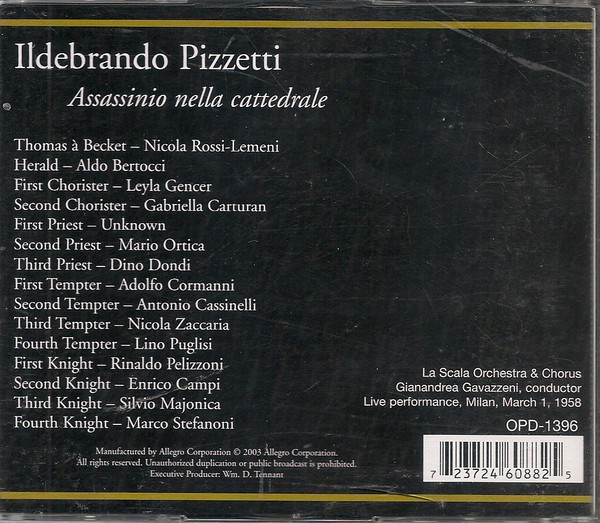 Ildebrando Pizzetti
Assassinio nella cattedrale
Thomas à Becket – Nicola Rossi-Lemeni
Herald – Aldo Bertocci
First Chorister – Leyla Gencer
Second Chorister – Gabriella Carturan
First Priest – Unknown
Second Priest – Mario Ortica
Third Priest – Dino Dondi
First Tempter – Adolfo Cormanni
Second Tempter – Antonio Cassinelli
Third Tempter – Nicola Zaccaria
Fourth Tempter – Lino Puglisi
First Knight – Rinaldo Pelizzoni
Second Knight – Enrico Campi
Third Knight – Silvio Majonica
Fourth Knight – Marco Stefanoni
La Scala Orchestra & Chorus
Gianandrea Gavazzeni, conductor
Live performance, Milan, March 1, 1958
OPD-1396
Manufactured by Allegro Corporation © 2003 Allegro Corporation.
All rights reserved. Unauthorized duplication or public broadcast is prohibited.
Executive Producer: Wm. D. Tennant
7 23724 60882 5